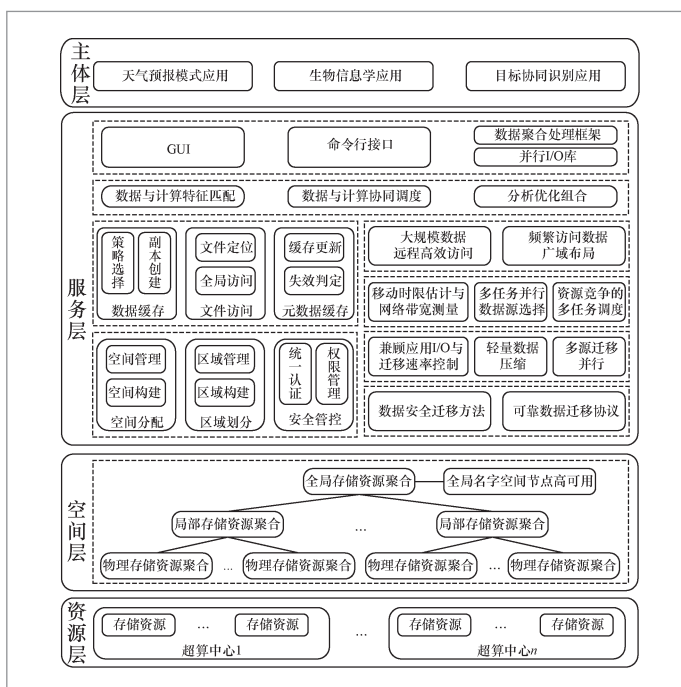 主体层
天气预报模式应用
生物信息学应用
目标协同识别应用
服务层
GUI
命令行接口
数据聚合处理框架
并行I/O库
数据与计算特征匹配
数据与计算协同调度
分析优化组合
策略选择
副本创建
数据缓存
文件定位
全局访问
文件访问
缓存更新
失效判定
元数据缓存
大规模数据
远程高效访问
频繁访问数据
广域布局
移动时限估计与
网络带宽测量
多任务并行
数据源选择
资源竞争的
多任务调度
空间管理
空间构建
空间分配
区域管理
区域构建
区域划分
统一认证
权限管理
安全管控
兼顾应用I/O与
迁移速率控制
轻量数据
压缩
多源迁移
并行
数据安全迁移方法
可靠数据迁移协议
空间层
全局存储资源聚合
全局名字空间节点高可用
局部存储资源聚合
...
局部存储资源聚合
物理存储资源聚合
...
物理存储资源聚合
物理存储资源聚合
...
物理存储资源聚合
资源层
存储资源
...
存储资源
超算中心1
...
存储资源
...
存储资源
超算中心n